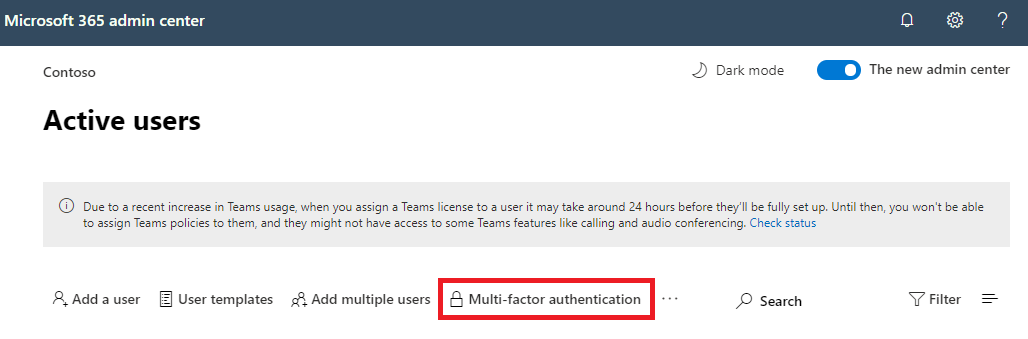 Microsoft 365 admin center
Contoso
Dark mode
The new admin center
Active users
Due to a recent increase in Teams usage, when you assign a Teams license to a user it may take around 24 hours before they'll be fully set up. Until then, you won't be able
to assign Teams policies to them, and they might not have access to some Teams features like calling and audio conferencing. Check status
Add a user User templates Add multiple users Multi-factor authentication ... Search Filter